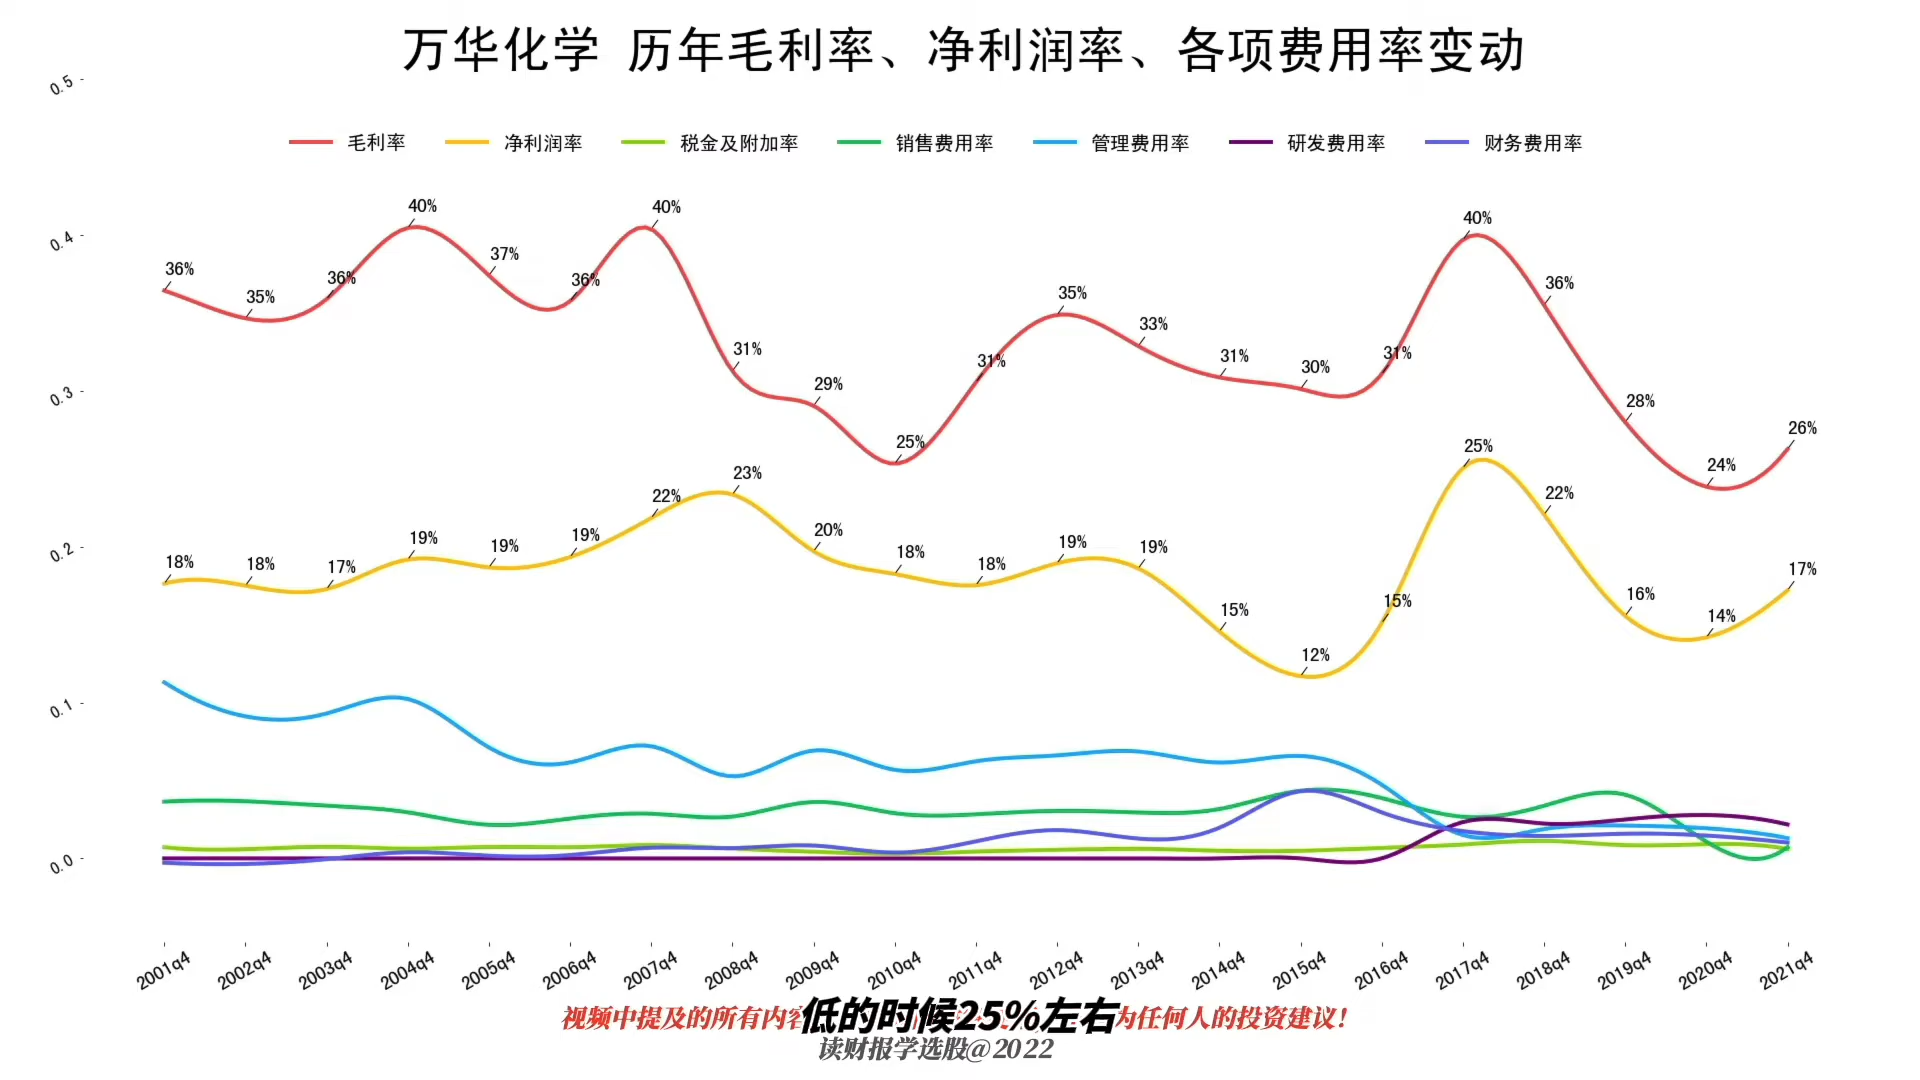 万华化学 历年毛利率、净利润率、各项费用率变动
0.5
毛利率 净利润率 税金及附加率 销售费用率 管理费用率 研发费用率 财务费用率
0.4
36% 35% 36% 40% 37% 36% 40% 31% 29% 25% 31% 35% 33% 31% 30% 31% 40% 36% 28% 24% 26%
0.3
0.2
18% 18% 17% 19% 19% 19% 22% 23% 20% 18% 18% 19% 19% 15% 12% 15% 25% 22% 16% 14% 17%
0.1
0.0
2001q4 2002q4 2003q4 2004q4 2005q4 2006q4 2007q4 2008q4 2009q4 2010q4 2011q4 2012q4 2013q4 2014q4 2015q4 2016q4 2017q4 2018q4 2019q4 2020q4 2021q4
视频中提及的所有内容 为任何人的投资建议!
低的时候25%左右
读财报学选股@2022